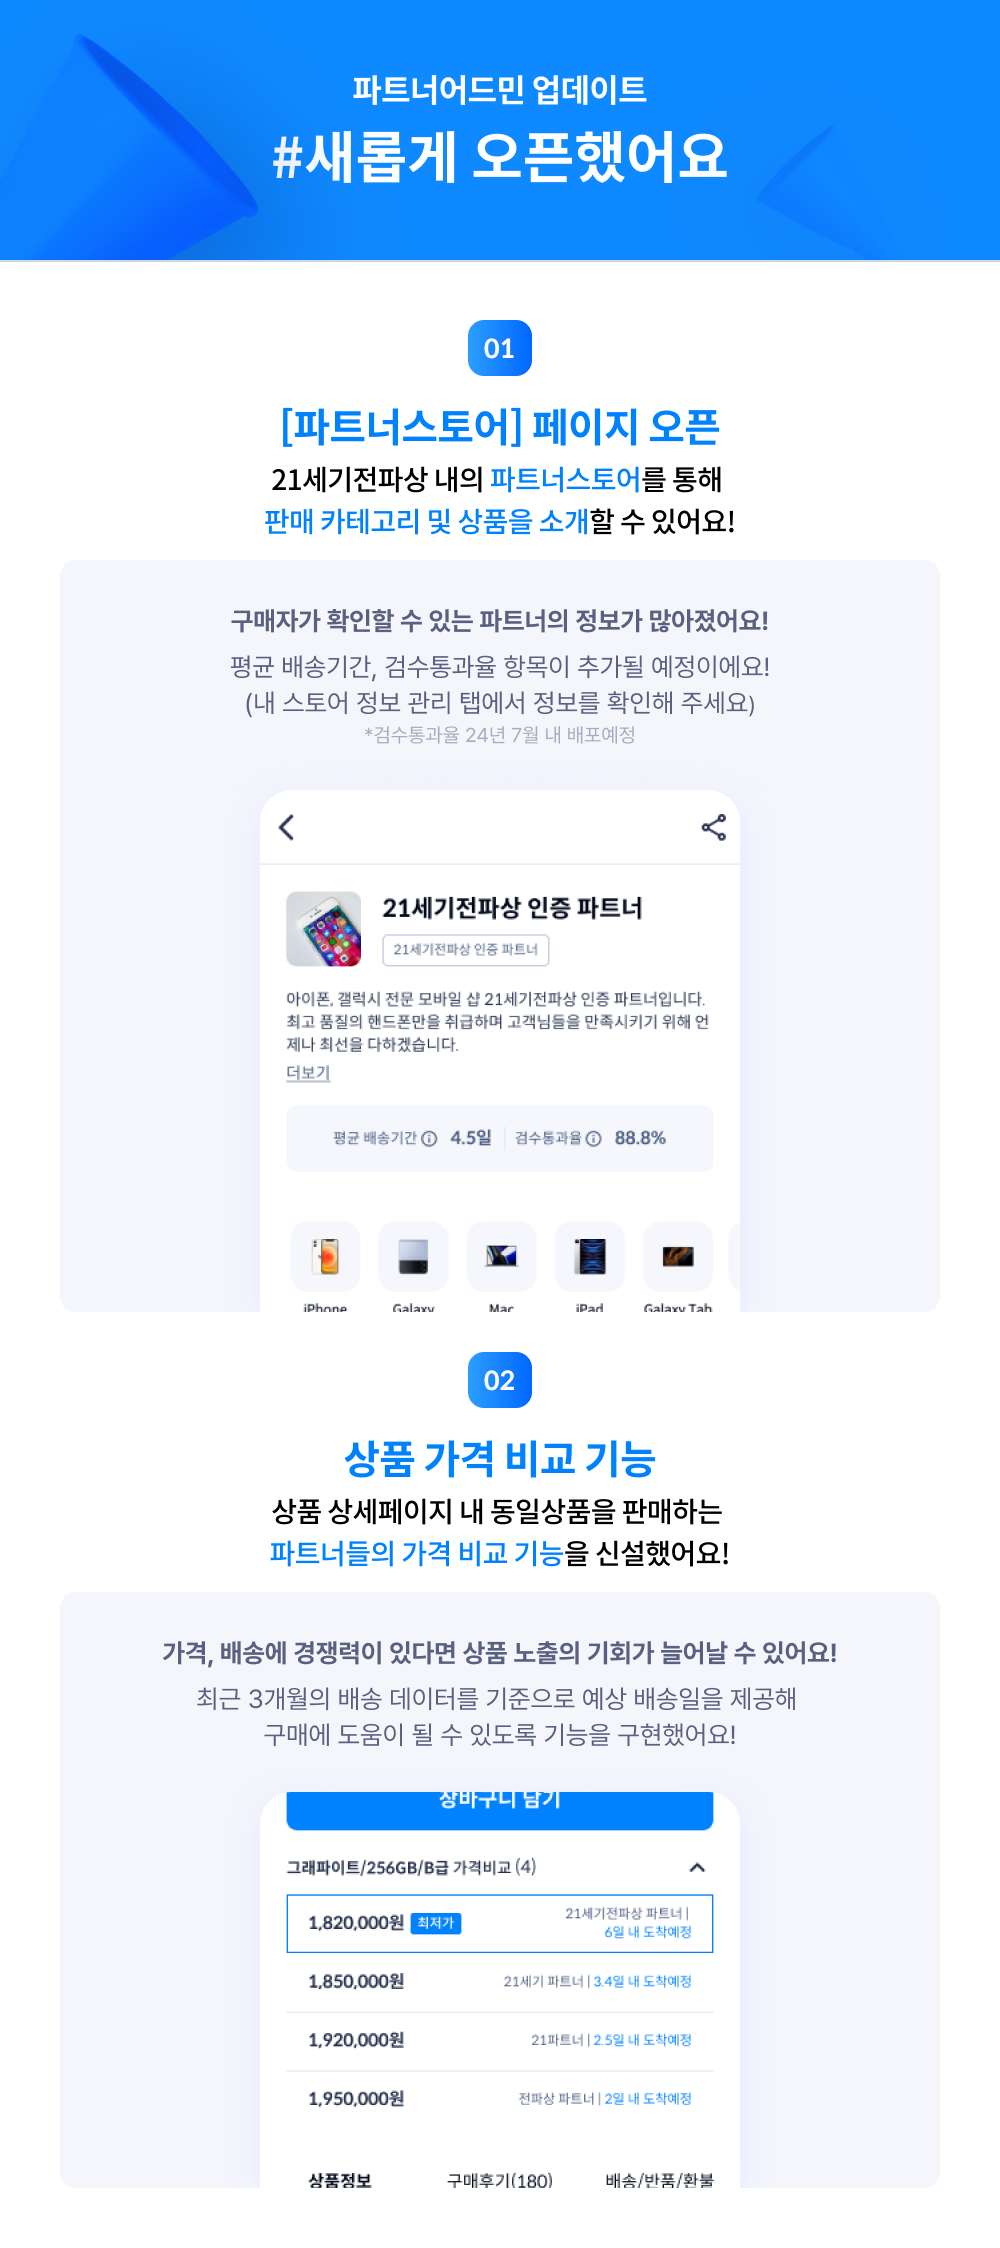 파트너어드민 업데이트
#새롭게 오픈했어요
01
[파트너스토어] 페이지 오픈
21세기전파상 내의 파트너스토어를 통해
판매 카테고리 및 상품을 소개할 수 있어요!
구매자가 확인할 수 있는 파트너의 정보가 많아졌어요!
평균 배송기간, 검수통과율 항목이 추가될 예정이에요!
(내 스토어 정보 관리 탭에서 정보를 확인해 주세요)
*검수통과율 24년 7월 내 배포예정
21세기전파상 인증 파트너
21세기전파상 인증 파트너
아이폰, 갤럭시 전문 모바일 샵 21세기전파상 인증 파트너입니다.
최고 품질의 핸드폰만을 취급하며 고객님들을 만족시키기 위해 언
제나 최선을 다하겠습니다.
더보기
평균 배송기간 4.5일 검수통과율 88.8%
iPhone Galaxy Mac iPad Galaxy Tab
02
상품 가격 비교 기능
상품 상세페이지 내 동일상품을 판매하는
파트너들의 가격 비교 기능을 신설했어요!
가격, 배송에 경쟁력이 있다면 상품 노출의 기회가 늘어날 수 있어요!
최근 3개월의 배송 데이터를 기준으로 예상 배송일을 제공해
구매에 도움이 될 수 있도록 기능을 구현했어요!
장바구니 담기
그래파이트/256GB/B급 가격비교 (4)
1,820,000원 최저가 21세기전파상 파트너 |
6일 내 도착예정
1,850,000원 21세기 파트너 | 3.4일 내 도착예정
1,920,000원 21파트너 | 2.5일 내 도착예정
1,950,000원 전파상 파트너 | 2일 내 도착예정
상품정보 구매후기(180) 배송/반품/환불